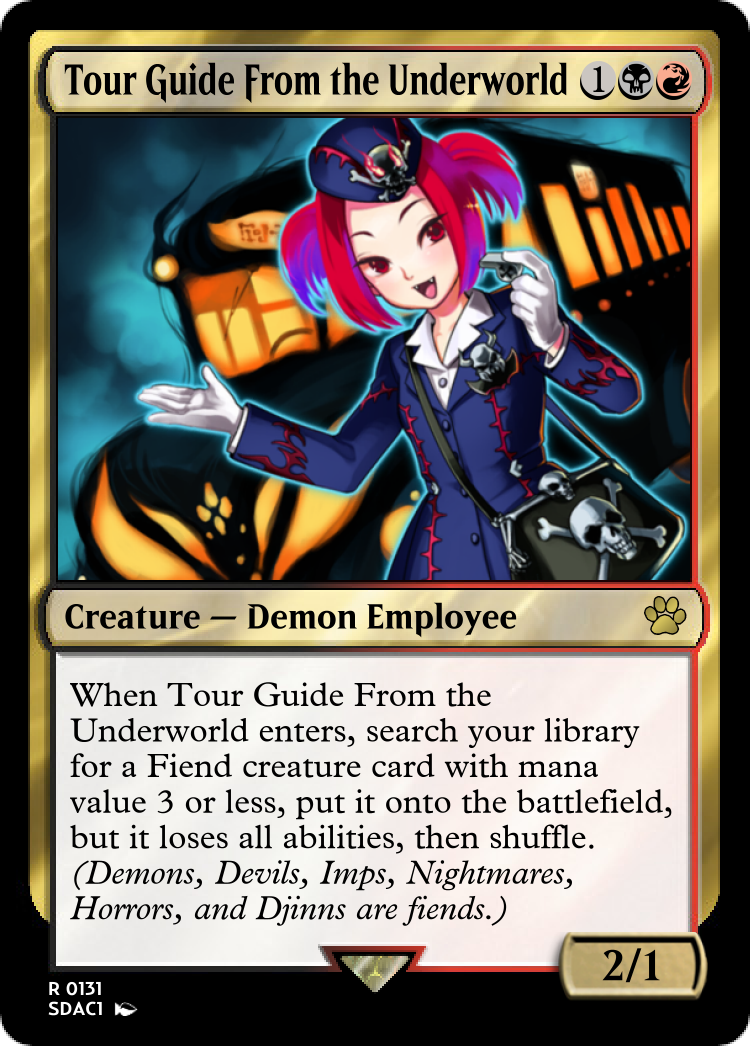 Tour Guide From the Underworld 1
Creature — Demon Employee
When Tour Guide From the
Underworld enters, search your library
for a Fiend creature card with mana
value 3 or less, put it onto the battlefield,
but it loses all abilities, then shuffle.
(Demons, Devils, Imps, Nightmares,
Horrors, and Djinns are fiends.)
2/1
R 0131
SDAC1